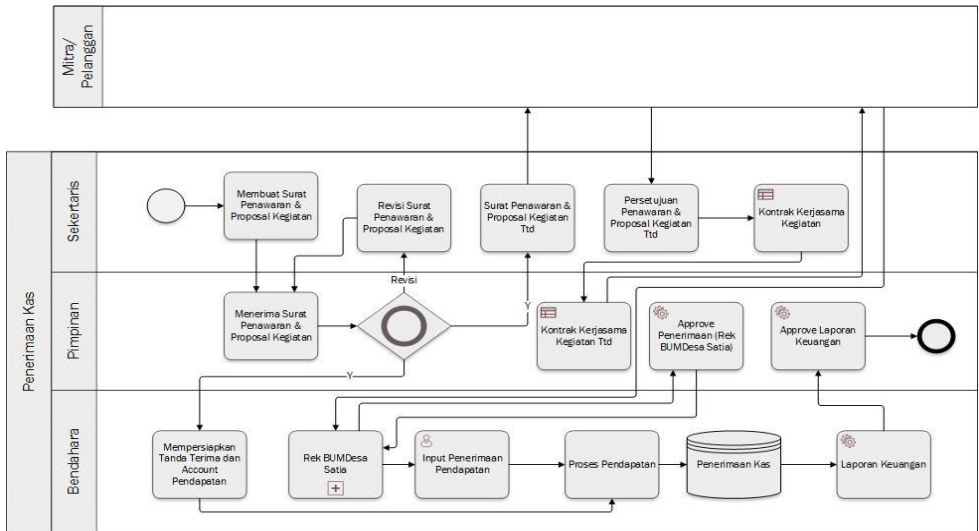 Mitra/
Pelanggan
Penerimaan Kas
Sekertaris
Membuat Surat
Penawaran &
Proposal Kegiatan
Revisi Surat
Penawaran &
Proposal Kegiatan
Surat Penawaran &
Proposal Kegiatan
Ttd
Persetujuan
Penawaran &
Proposal Kegiatan
Ttd
Kontrak Kerjasama
Kegiatan
Pimpinan
Menerima Surat
Penawaran &
Proposal Kegiatan
Revisi
Y
Y
Kontrak Kerjasama
Kegiatan Ttd
Approve
Penerimaan (Rek
BUMDesa Satia)
Approve Laporan
Keuangan
Bendahara
Mempersiapkan
Tanda Terima dan
Account
Pendapatan
Rek BUMDesa
Satia
Input Penerimaan
Pendapatan
Proses Pendapatan
Penerimaan Kas
Laporan Keuangan